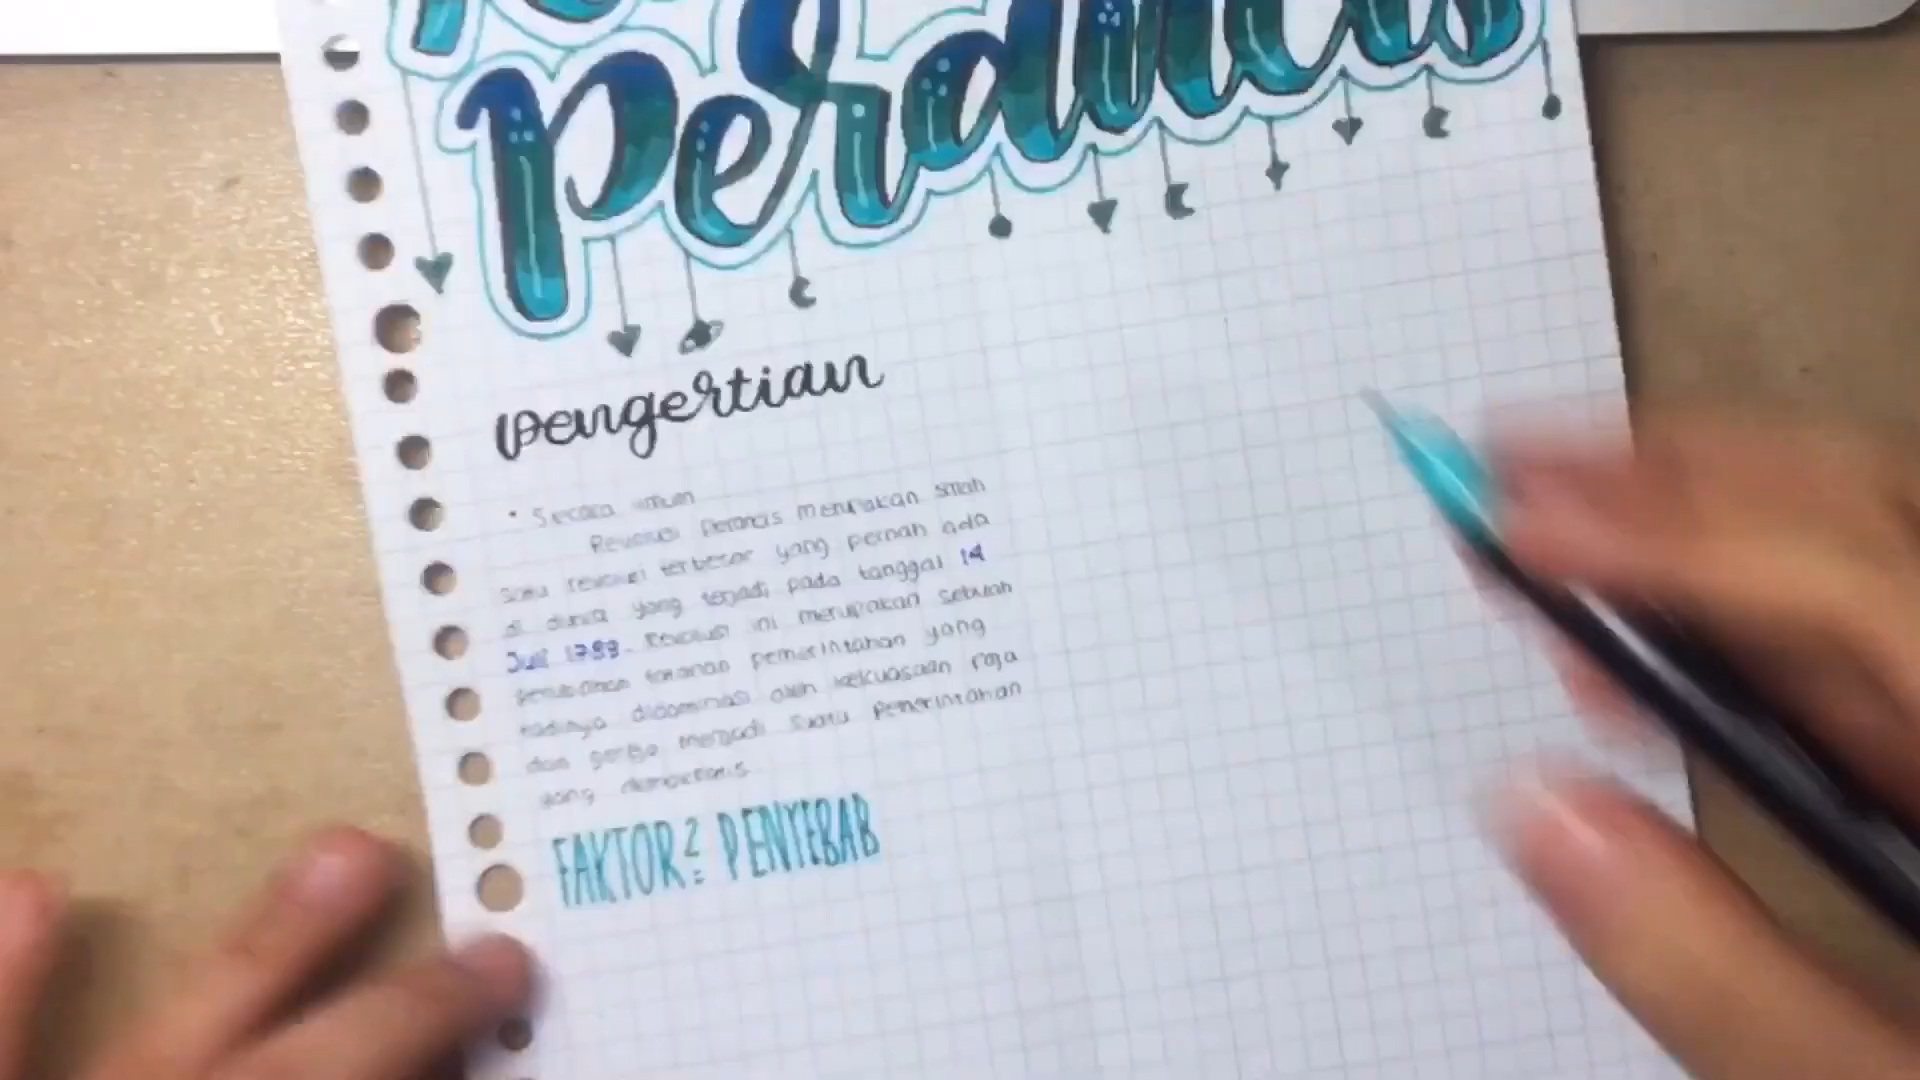 Perancis
pengertian
• Secara umum
Revolusi perancis merupakan salah
satu revolusi terbesar yang pernah ada
di dunia yang terjadi pada tanggal 14
Juli 1789. Revolusi ini merupakan sebuah
perubahan tatanan pemerintahan yang
tadinya didominasi oleh kekuasaan raja
dan gereja menjadi suatu pemerintahan
yang demokratis
FAKTOR² PENYEBAB